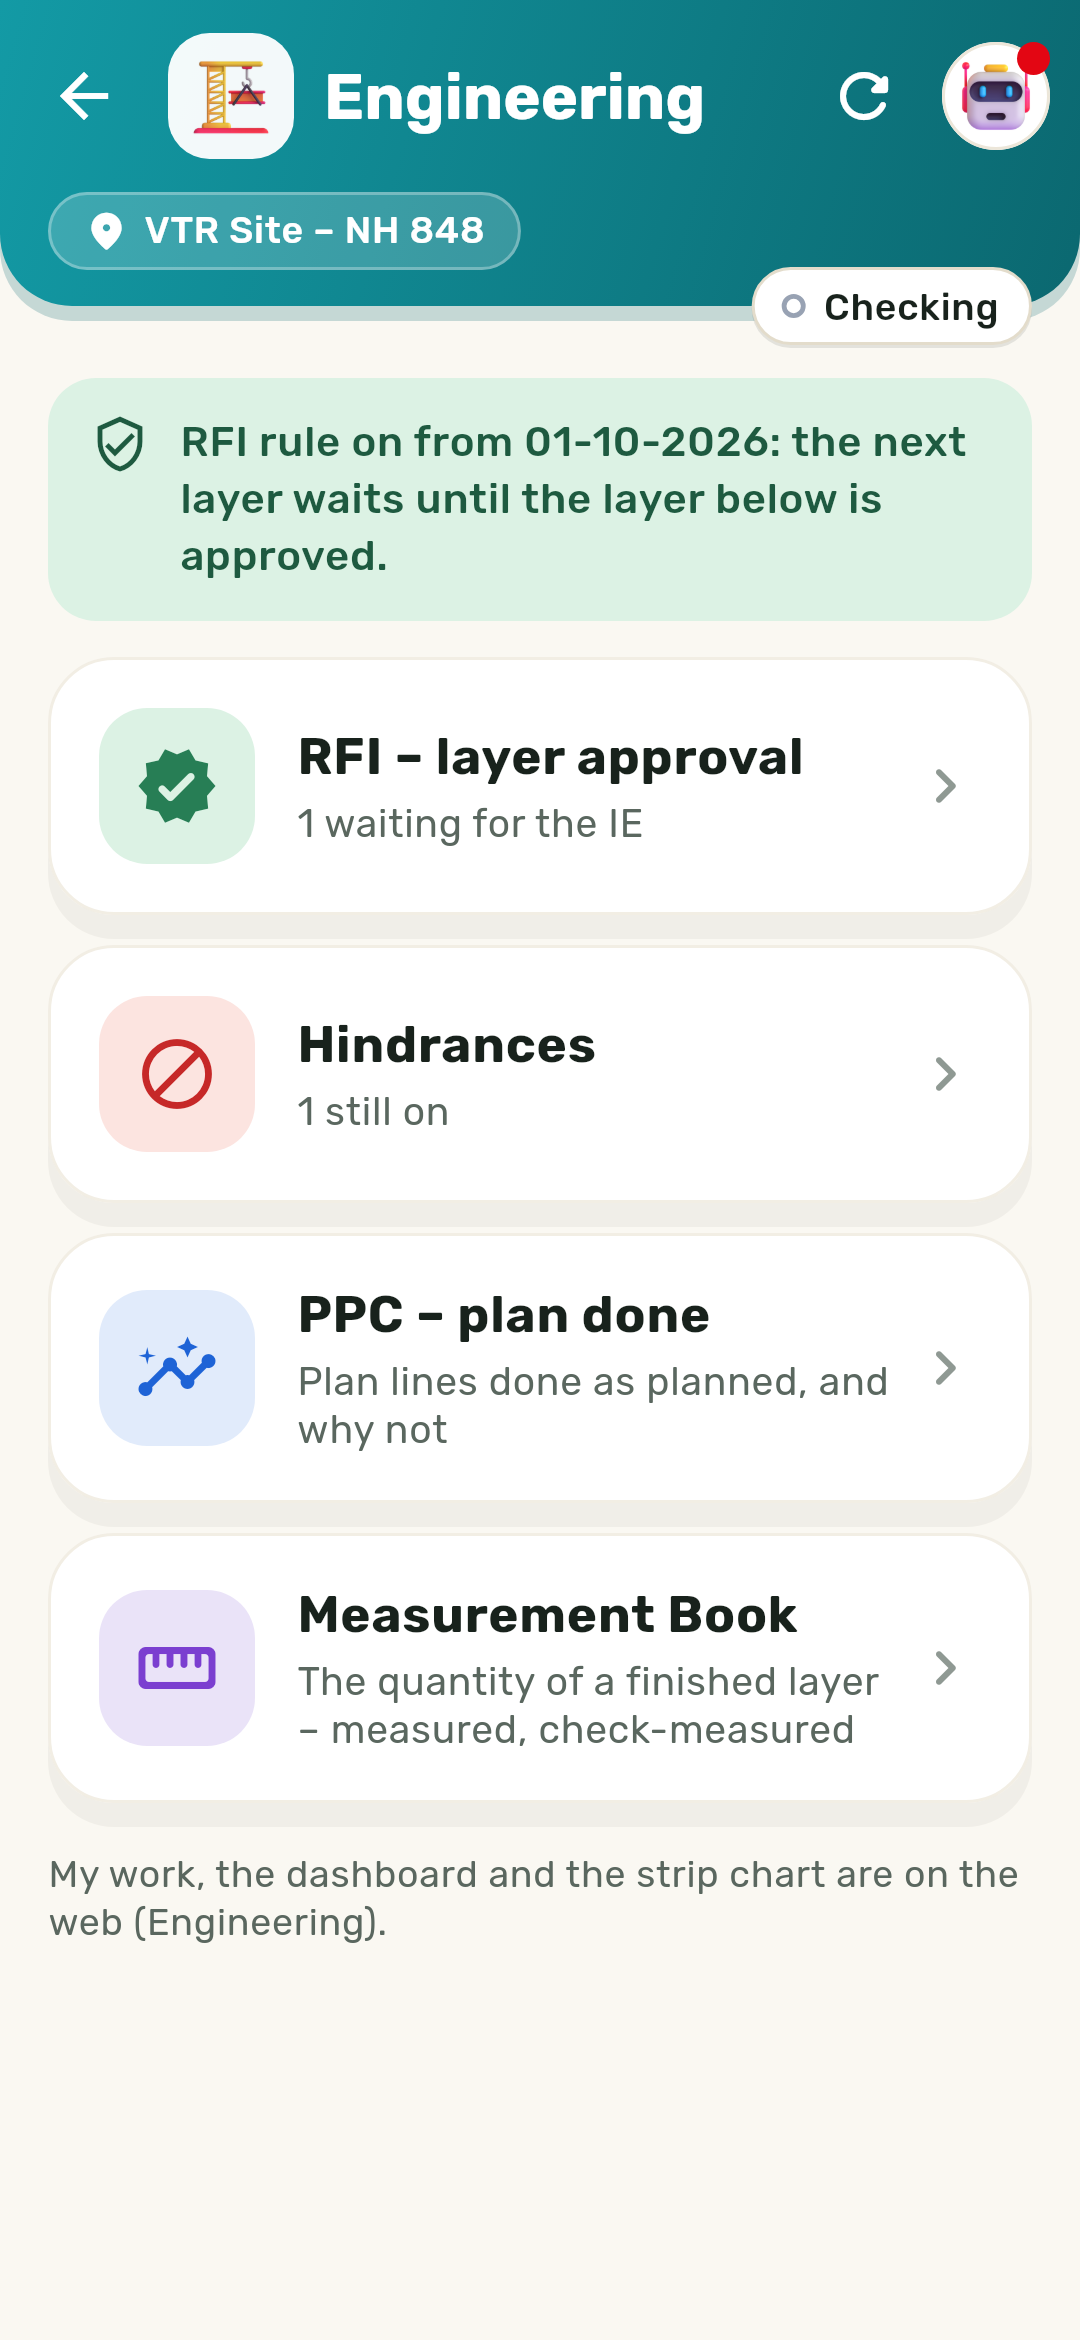 Engineering
VTR Site – NH 848
Checking
RFI rule on from 01-10-2026: the next
layer waits until the layer below is
approved.
RFI – layer approval
1 waiting for the IE
Hindrances
1 still on
PPC – plan done
Plan lines done as planned, and
why not
Measurement Book
The quantity of a finished layer
– measured, check-measured
My work, the dashboard and the strip chart are on the
web (Engineering).